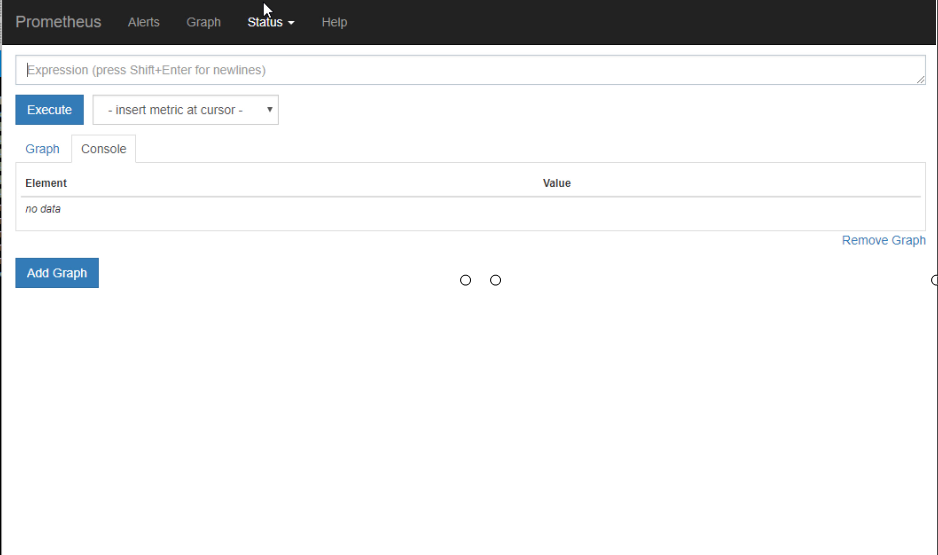 Prometheus Alerts Graph Status Help
Expression (press Shift+Enter for newlines)
Execute - insert metric at cursor -
Graph Console
Element Value
no data
Remove Graph
Add Graph